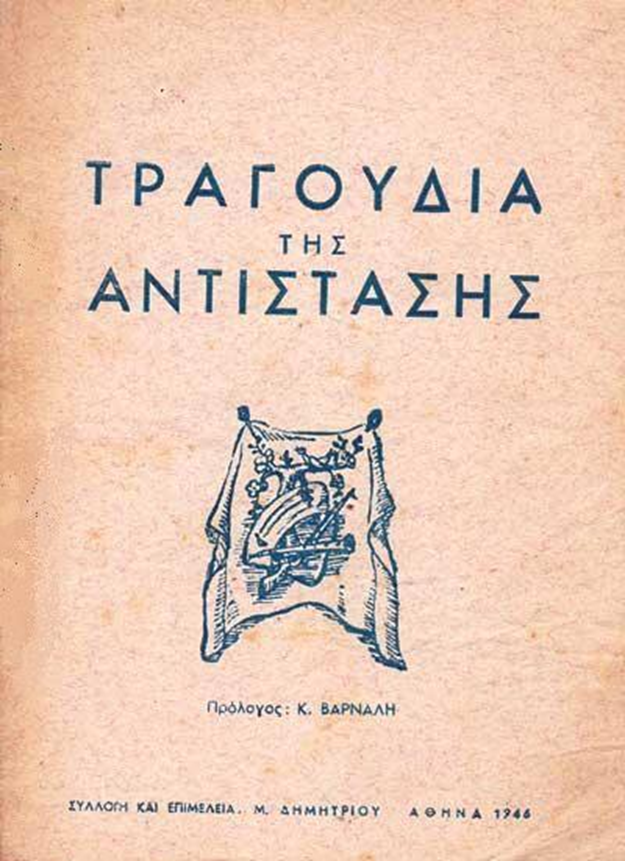 ΤΡΑΓΟΥΔΙΑ
ΤΗΣ
ΑΝΤΙΣΤΑΣΗΣ
Πρόλογος: Κ. ΒΑΡΝΑΛΗ
ΣΥΛΛΟΓΗ ΚΑΙ ΕΠΙΜΕΛΕΙΑ. Μ. ΔΗΜΗΤΡΙΟΥ ΑΘΗΝΑ 1946